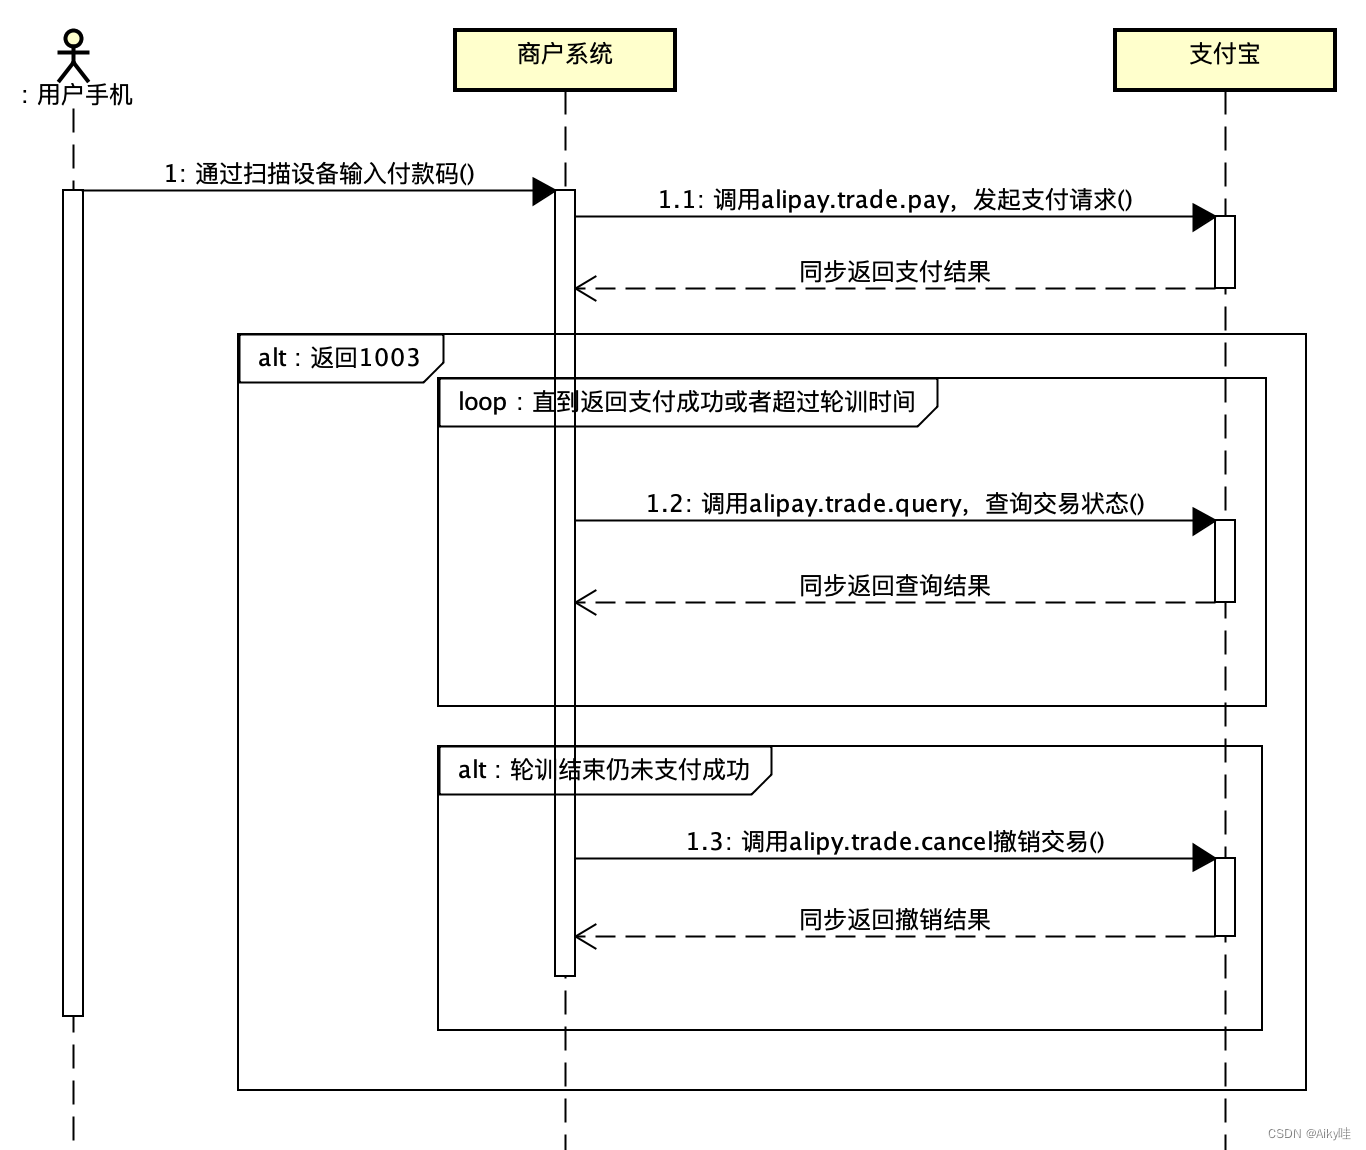 商户系统
支付宝
: 用户手机
1: 通过扫描设备输入付款码()
1.1: 调用alipay.trade.pay，发起支付请求()
同步返回支付结果
alt : 返回1003
loop : 直到返回支付成功或者超过轮训时间
1.2: 调用alipay.trade.query，查询交易状态()
同步返回查询结果
alt : 轮训结束仍未支付成功
1.3: 调用alipy.trade.cancel撤销交易()
同步返回撤销结果
CSDN @Aiky哇